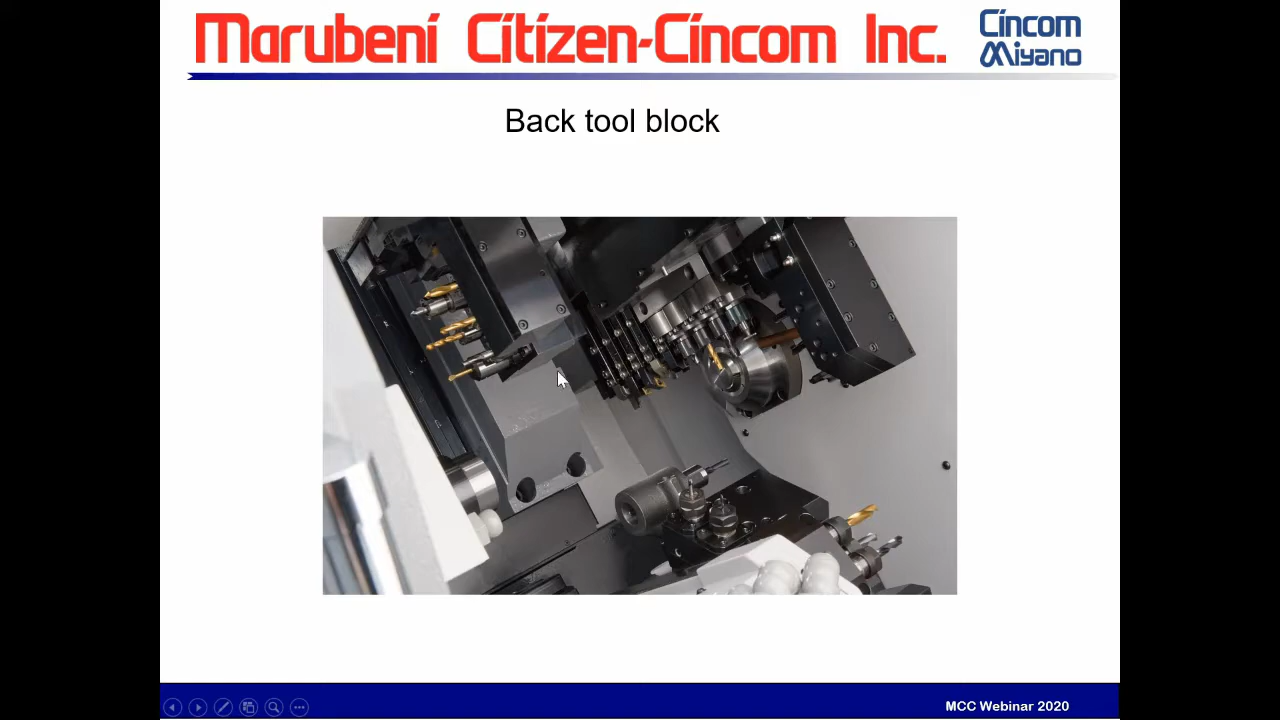 Marubeni Citizen-Cincom Inc.
Cincom
Miyano
Back tool block
MCC Webinar 2020